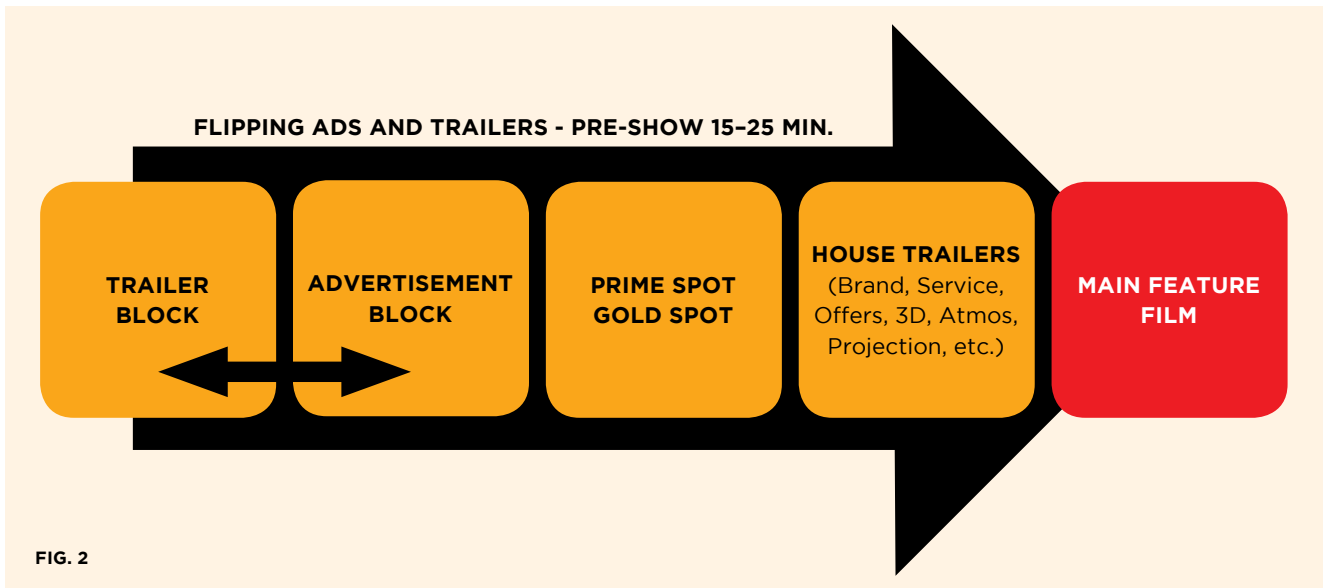 FLIPPING ADS AND TRAILERS - PRE-SHOW 15–25 MIN.
TRAILER
BLOCK
ADVERTISEMENT
BLOCK
PRIME SPOT
GOLD SPOT
HOUSE TRAILERS
(Brand, Service,
Offers, 3D, Atmos,
Projection, etc.)
MAIN FEATURE
FILM
FIG. 2